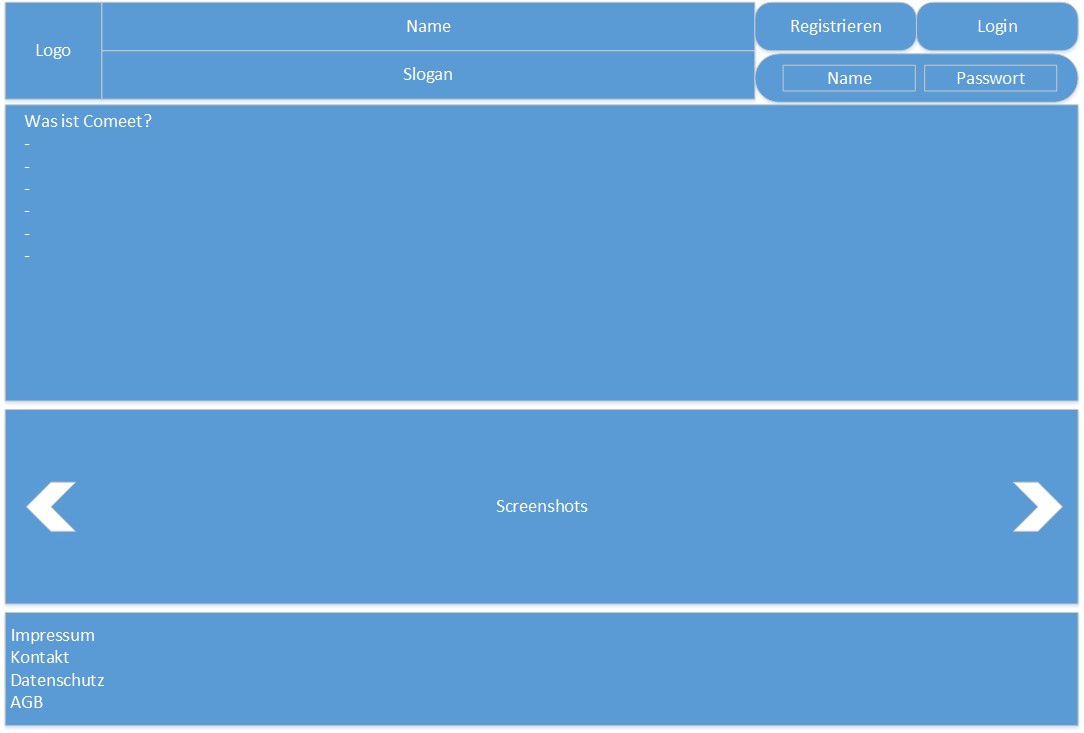 Logo
Name
Slogan
Registrieren
Login
Name
Passwort
Was ist Comeet?
-
-
-
-
-
-
Screenshots
Impressum
Kontakt
Datenschutz
AGB